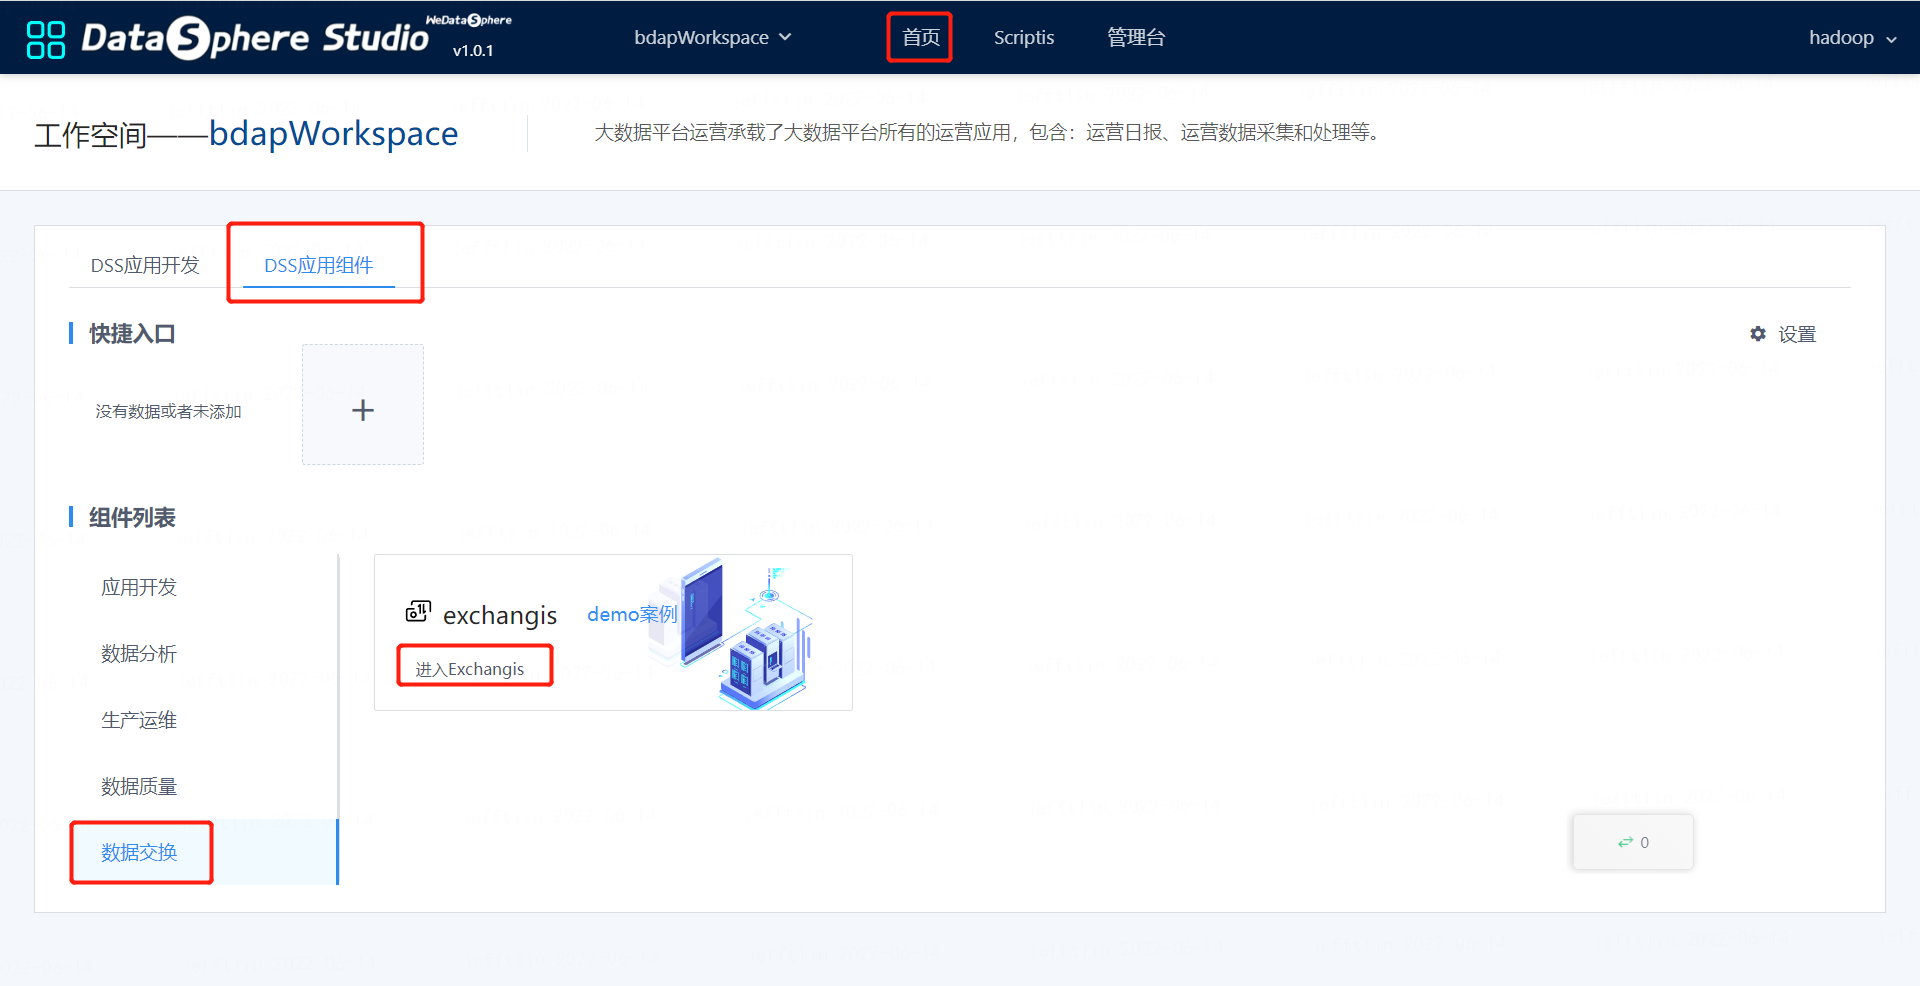 DataSphere Studio
WeDataSphere
v1.0.1
bdapWorkspace
首页
Scriptis
管理台
hadoop
工作空间——bdapWorkspace
大数据平台运营承载了大数据平台所有的运营应用，包含：运营日报、运营数据采集和处理等。
DSS应用开发
DSS应用组件
快捷入口
设置
没有数据或者未添加
+
组件列表
应用开发
数据分析
生产运维
数据质量
数据交换
exchangis
demo案例
进入Exchangis
0